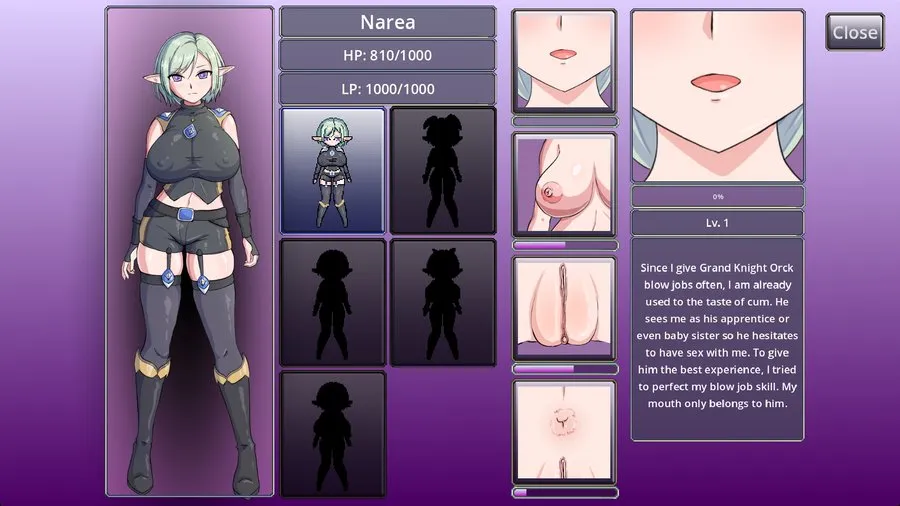 Narea
HP: 810/1000
LP: 1000/1000
Close
0%
Lv. 1
Since I give Grand Knight Orck
blow jobs often, I am already
used to the taste of cum. He
sees me as his apprentice or
even baby sister so he hesitates
to have sex with me. To give
him the best experience, I tried
to perfect my blow job skill. My
mouth only belongs to him.